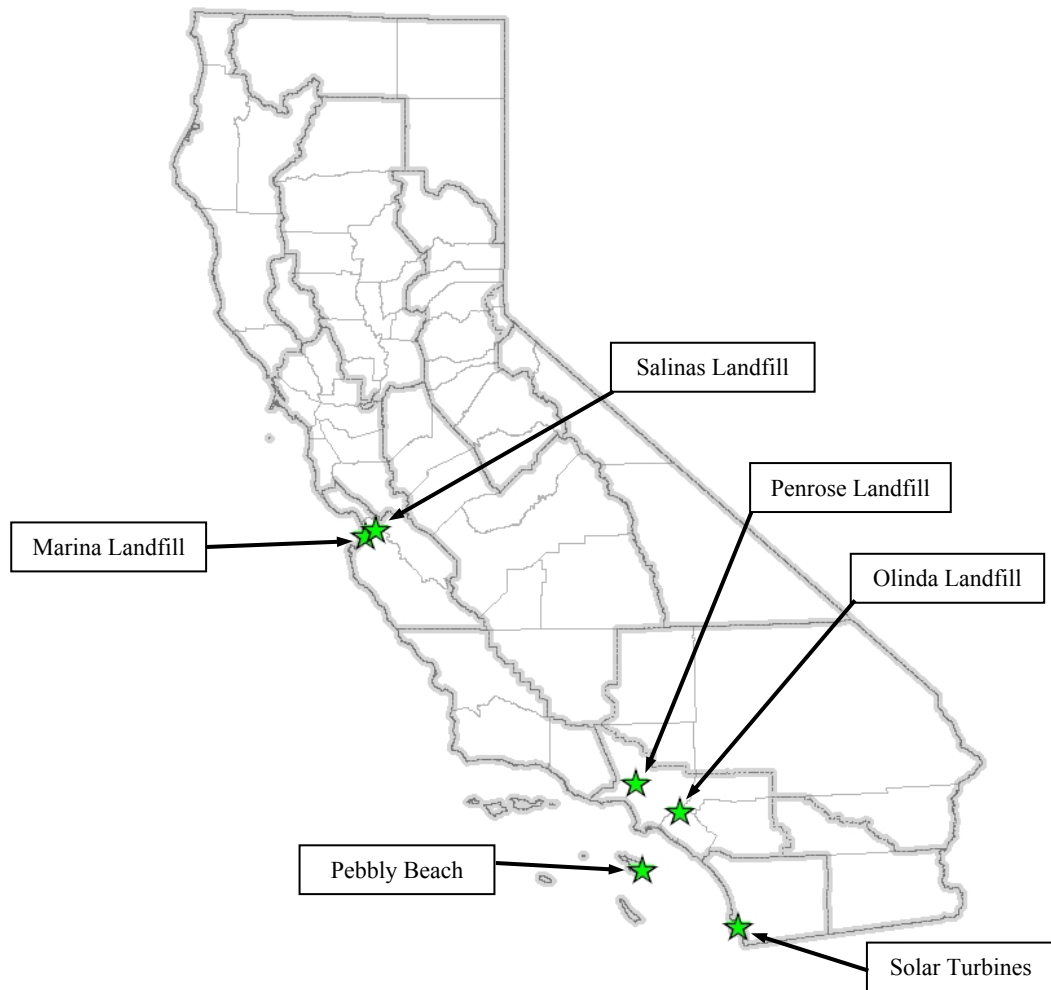 Salinas Landfill
Penrose Landfill
Marina Landfill
Olinda Landfill
Pebbly Beach
Solar Turbines